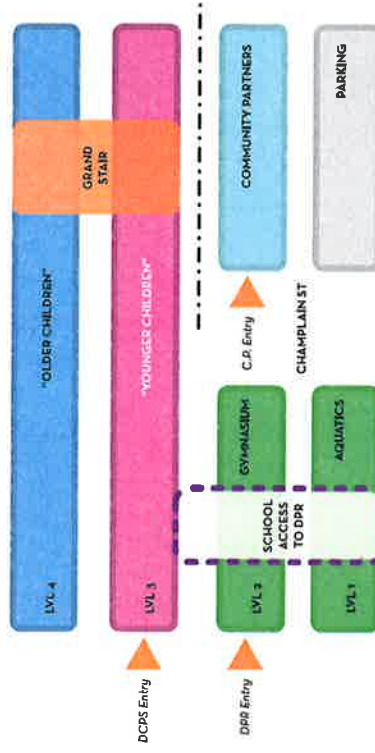 LVL 4
"OLDER CHILDREN"
GRAND
STAIR
DCPS Entry
LVL 3
"YOUNGER CHILDREN"
DPR Entry
LVL 2
GYMNASIUM
C.P. Entry
COMMUNITY PARTNERS
SCHOOL
ACCESS
TO DPR
CHAMPLAIN ST
LVL 1
AQUATICS
PARKING